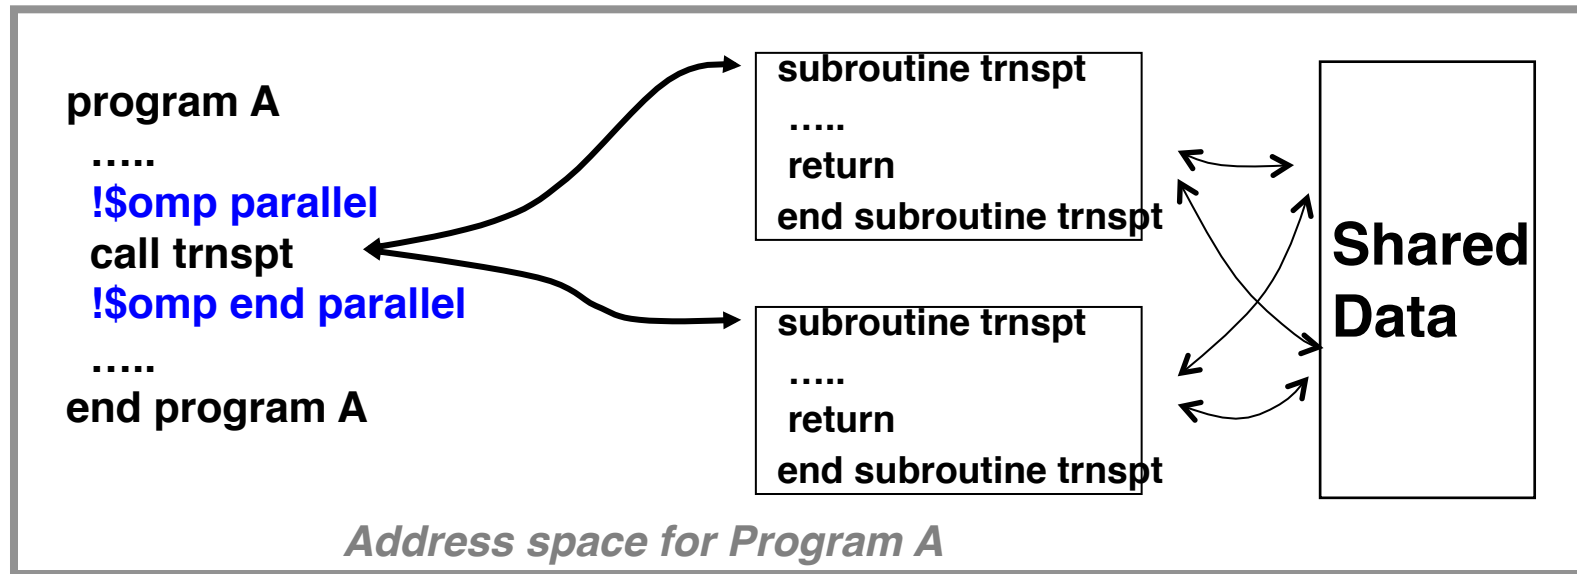 program A
…..
!$omp parallel
call trnspt
!$omp end parallel
…..
end program A
subroutine trnspt
…..
return
end subroutine trnspt
subroutine trnspt
…..
return
end subroutine trnspt
Shared
Data
Address space for Program A